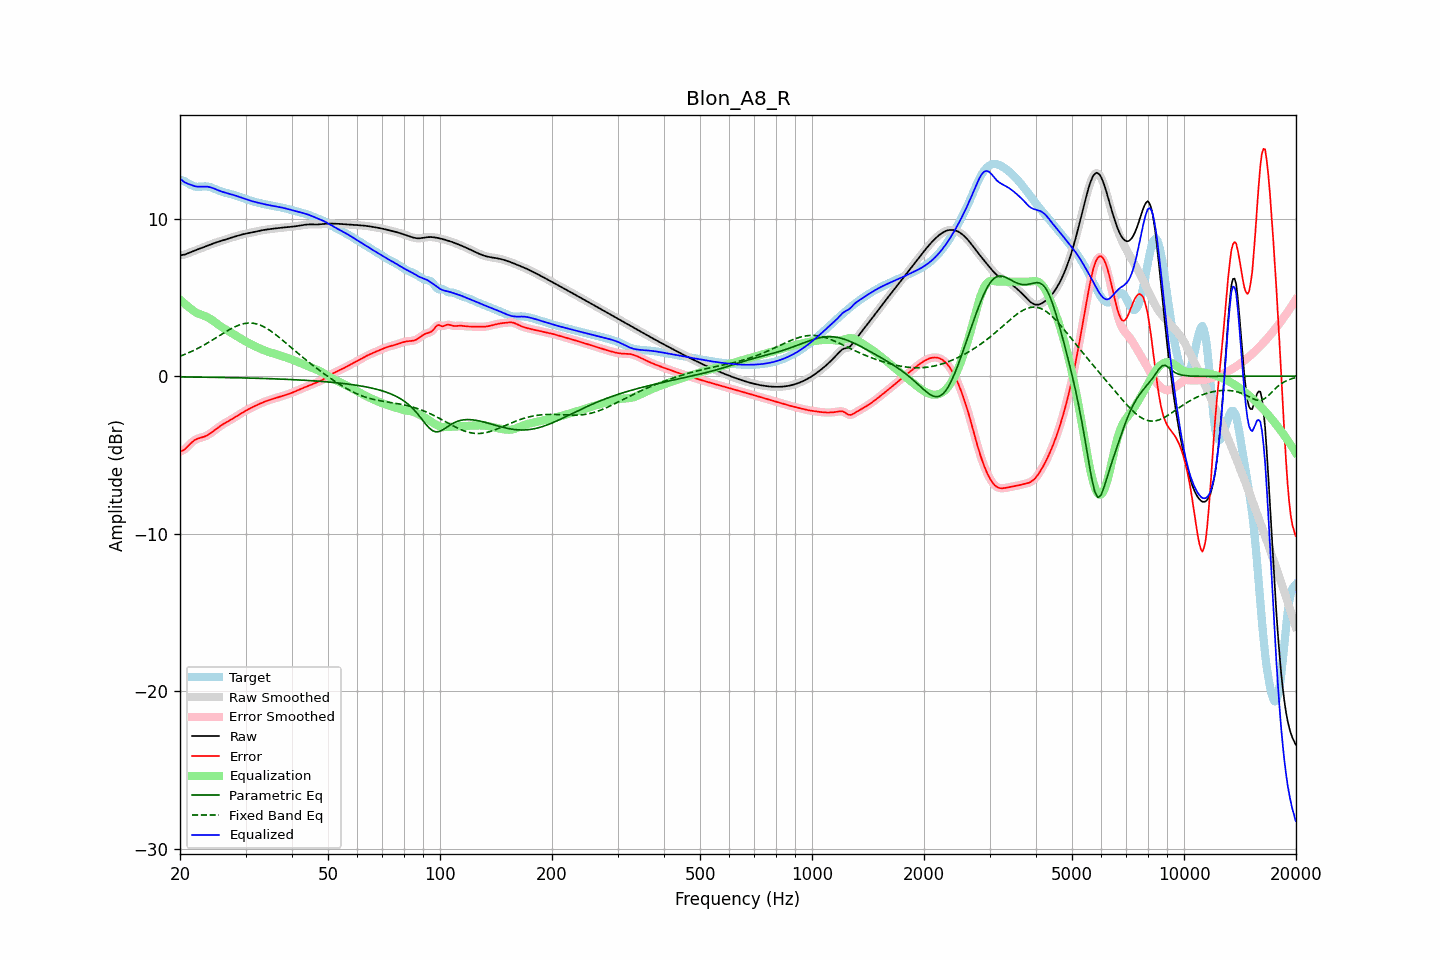 Blon_A8_R
Amplitude (dBr)
10
0
−10
−20
−30
Target
Raw Smoothed
Error Smoothed
Raw
Error
Equalization
Parametric Eq
Fixed Band Eq
Equalized
20 50 100 200 500 1000 2000 5000 10000 20000
Frequency (Hz)